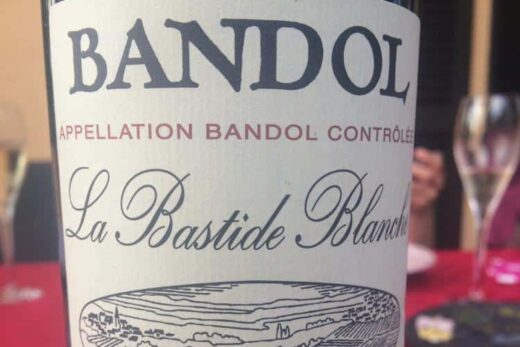 BANDOL
APPELLATION BANDOL CONTRÔLÉE
La Bastide Blanche